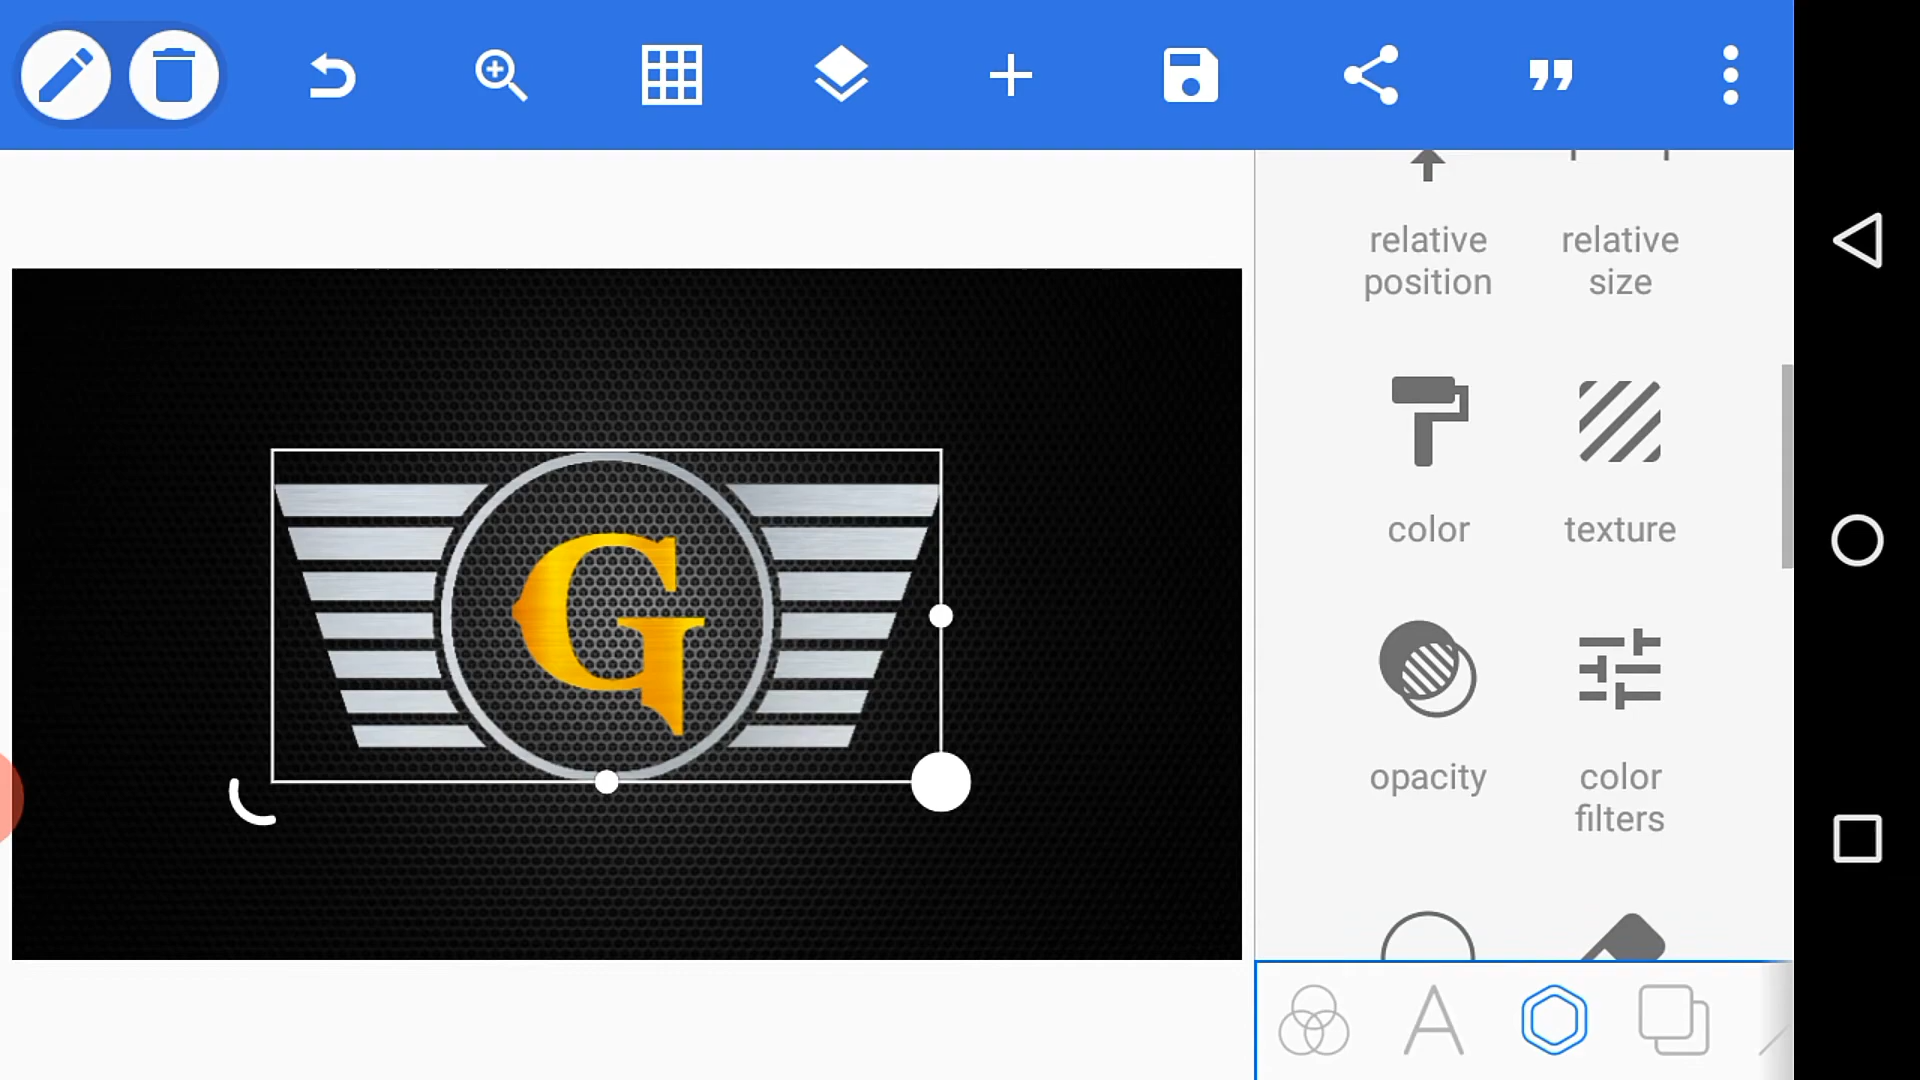 relative
position
relative
size
color
texture
opacity
color
filters
G